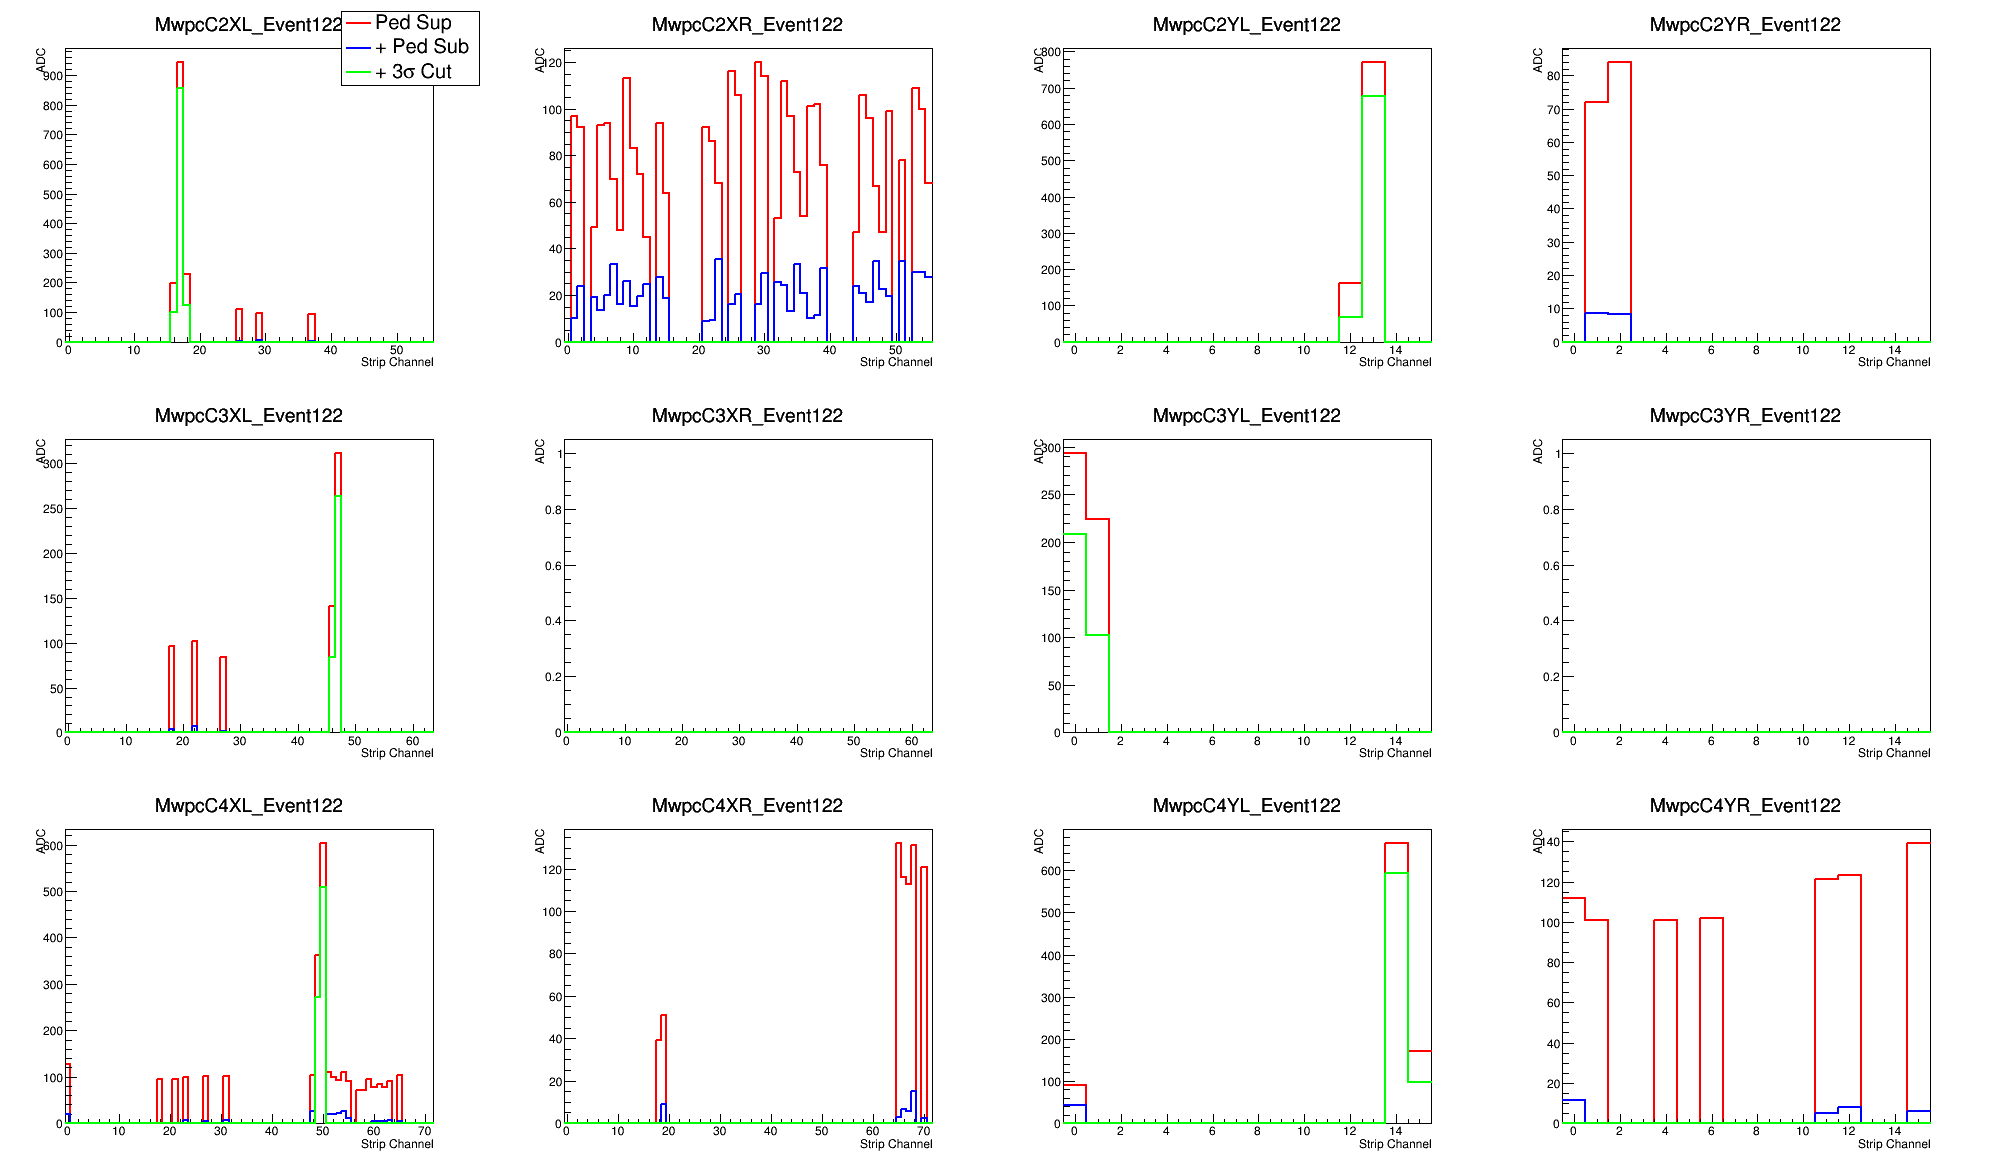 MwpcC2XL_Event122
Ped Sup
+ Ped Sub
+ 3σ Cut
ADC
900
800
700
600
500
400
300
200
100
0
0 10 20 30 40 50
Strip Channel
MwpcC2XR_Event122
ADC
120
100
80
60
40
20
0
0 10 20 30 40 50
Strip Channel
MwpcC2YL_Event122
ADC
800
700
600
500
400
300
200
100
0
0 2 4 6 8 10 12 14
Strip Channel
MwpcC2YR_Event122
ADC
80
70
60
50
40
30
20
10
0
0 2 4 6 8 10 12 14
Strip Channel
MwpcC3XL_Event122
ADC
300
250
200
150
100
50
0
0 10 20 30 40 50 60
Strip Channel
MwpcC3XR_Event122
ADC
1
0.8
0.6
0.4
0.2
0
0 10 20 30 40 50 60
Strip Channel
MwpcC3YL_Event122
ADC
300
250
200
150
100
50
0
0 2 4 6 8 10 12 14
Strip Channel
MwpcC3YR_Event122
ADC
1
0.8
0.6
0.4
0.2
0
0 2 4 6 8 10 12 14
Strip Channel
MwpcC4XL_Event122
ADC
600
500
400
300
200
100
0
0 10 20 30 40 50 60 70
Strip Channel
MwpcC4XR_Event122
ADC
120
100
80
60
40
20
0
0 10 20 30 40 50 60 70
Strip Channel
MwpcC4YL_Event122
ADC
600
500
400
300
200
100
0
0 2 4 6 8 10 12 14
Strip Channel
MwpcC4YR_Event122
ADC
140
120
100
80
60
40
20
0
0 2 4 6 8 10 12 14
Strip Channel